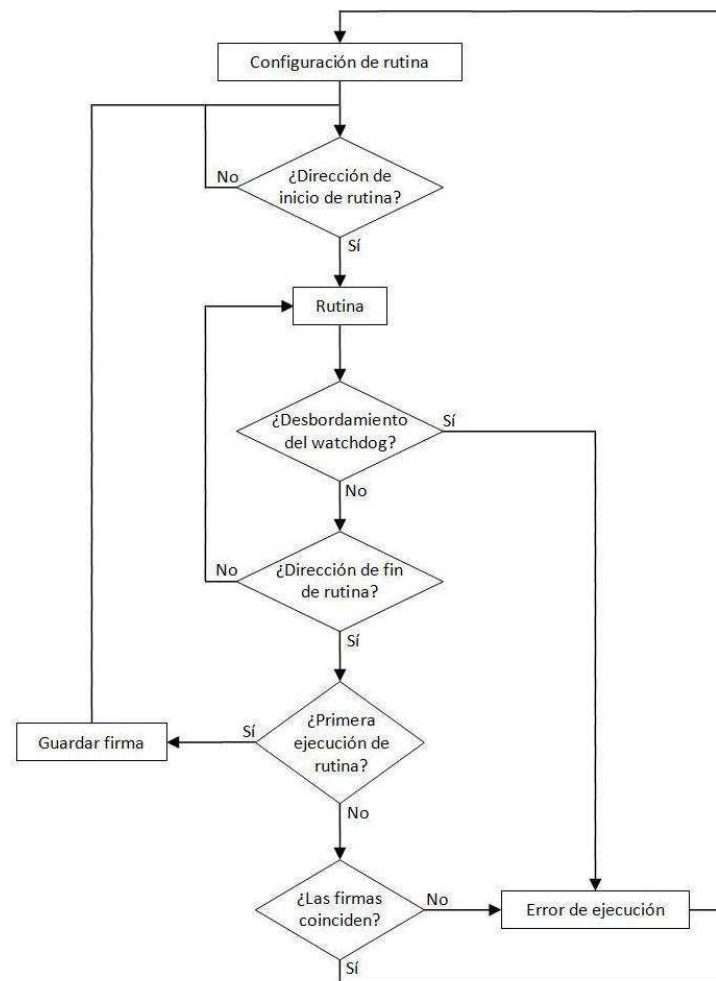 Configuración de rutina
¿Dirección de
inicio de rutina?
No
Sí
Rutina
¿Desbordamiento
del watchdog?
Sí
No
¿Dirección de fin
de rutina?
No
Sí
¿Primera
ejecución de
rutina?
Sí
Guardar firma
No
¿Las firmas
coinciden?
No
Error de ejecución
Sí